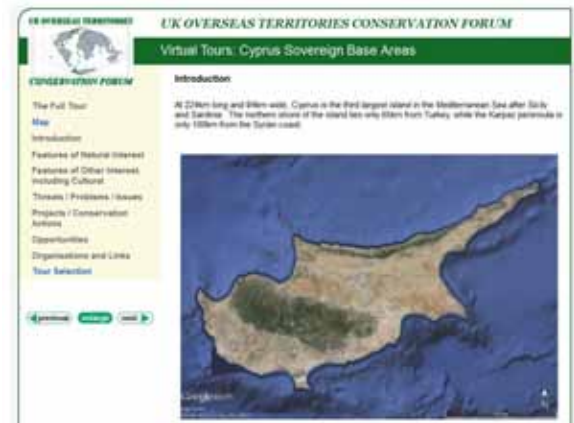 UK OVERSEAS TERRITORIES
CONSERVATION FORUM
UK OVERSEAS TERRITORIES CONSERVATION FORUM
Virtual Tours: Cyprus Sovereign Base Areas
The Full Tour
Map
Introduction
Features of Natural Interest
Features of Other Interest,
including Cultural
Threats / Problems / Issues
Projects / Conservation
Actions
Opportunities
Organisations and Links
Tour Selection
previous enlarge next
Introduction
At long and wide, Cyprus is the third largest island in the Mediterranean Sea after Sicily
and Sardinia. The northern shore of the island lies only from Turkey, while the Karpaz peninsula is
only from the Syrian coast.